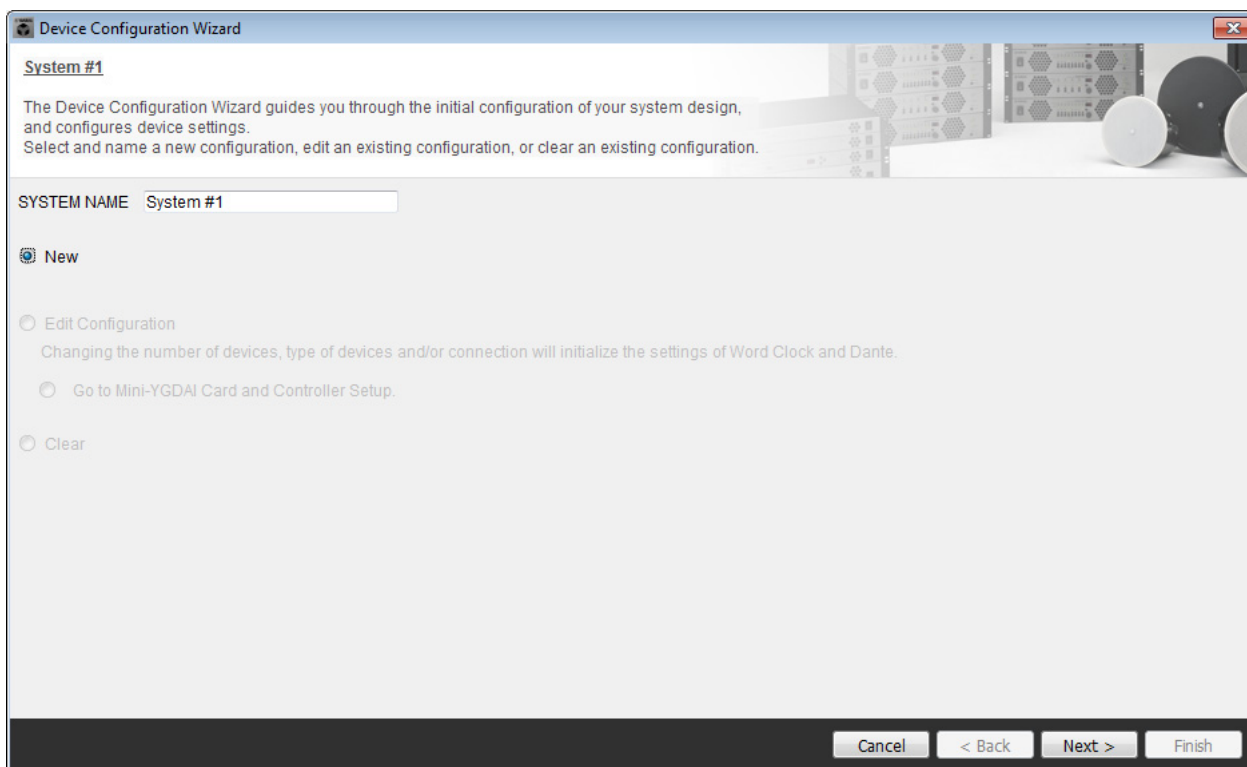 Device Configuration Wizard
System #1
The Device Configuration Wizard guides you through the initial configuration of your system design,
and configures device settings.
Select and name a new configuration, edit an existing configuration, or clear an existing configuration.
SYSTEM NAME System #1
New
Edit Configuration
Changing the number of devices, type of devices and/or connection will initialize the settings of Word Clock and Dante.
Go to Mini-YGDAI Card and Controller Setup.
Clear
Cancel < Back Next > Finish